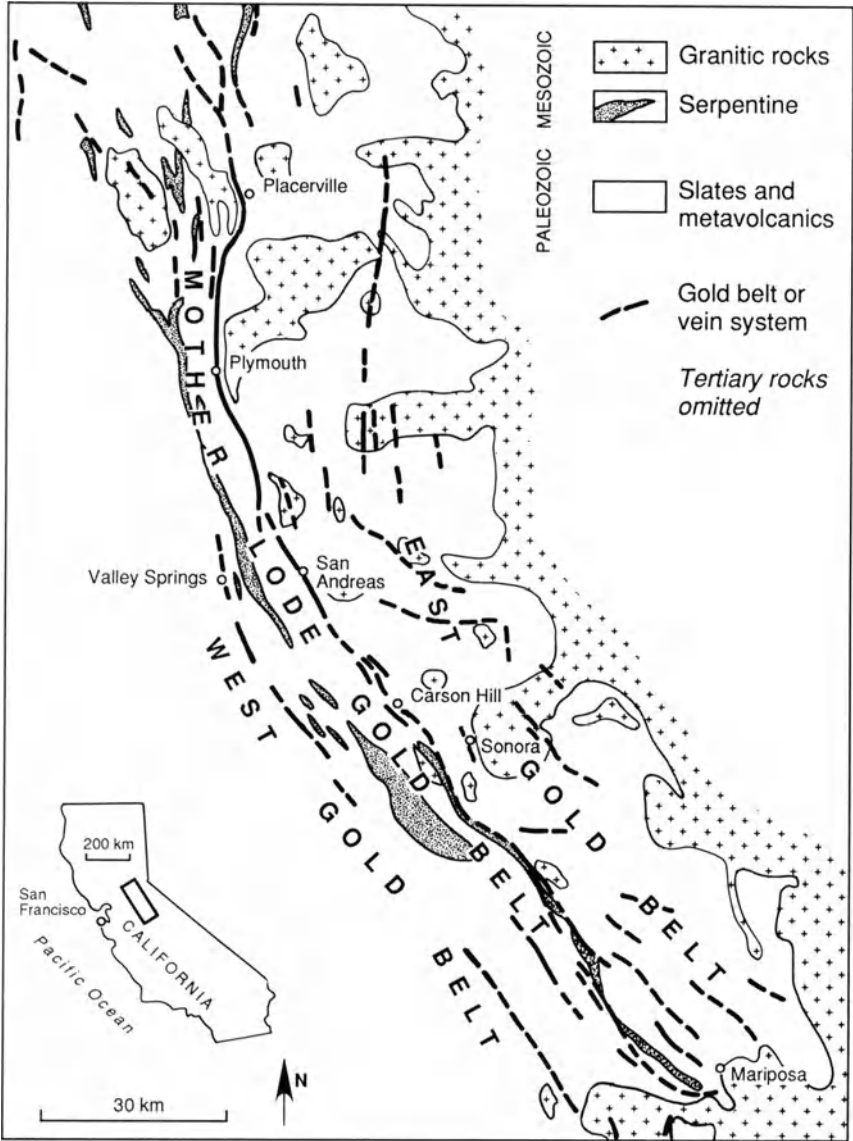 MESOZOIC
PALEOZOIC
Granitic rocks
Serpentine
Slates and
metavolcanics
Gold belt or
vein system
Tertiary rocks
omitted
Placerville
Plymouth
MOTHER
LODE
GOLD
BELT
Valley Springs
San
Andreas
EAST
GOLD
BELT
WEST
GOLD
BELT
Carson Hill
Sonora
Mariposa
200 km
San
Francisco
CALIFORNIA
Pacific Ocean
N
30 km